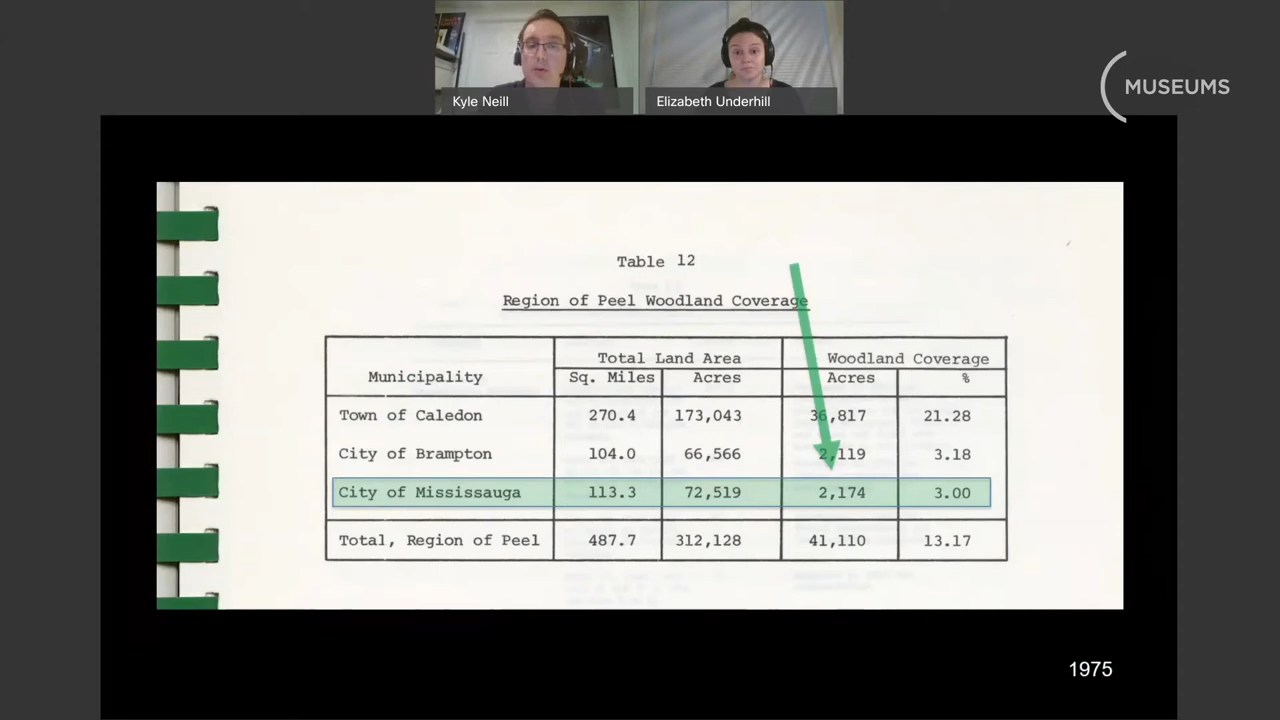 Kyle Neill
Elizabeth Underhill
MUSEUMS
Table 12
Region of Peel Woodland Coverage
Municipality
Total Land Area
Woodland Coverage
Sq. Miles Acres Acres %
Town of Caledon 270.4 173,043 36,817 21.28
City of Brampton 104.0 66,566 2,119 3.18
City of Mississauga 113.3 72,519 2,174 3.00
Total, Region of Peel 487.7 312,128 41,110 13.17
1975